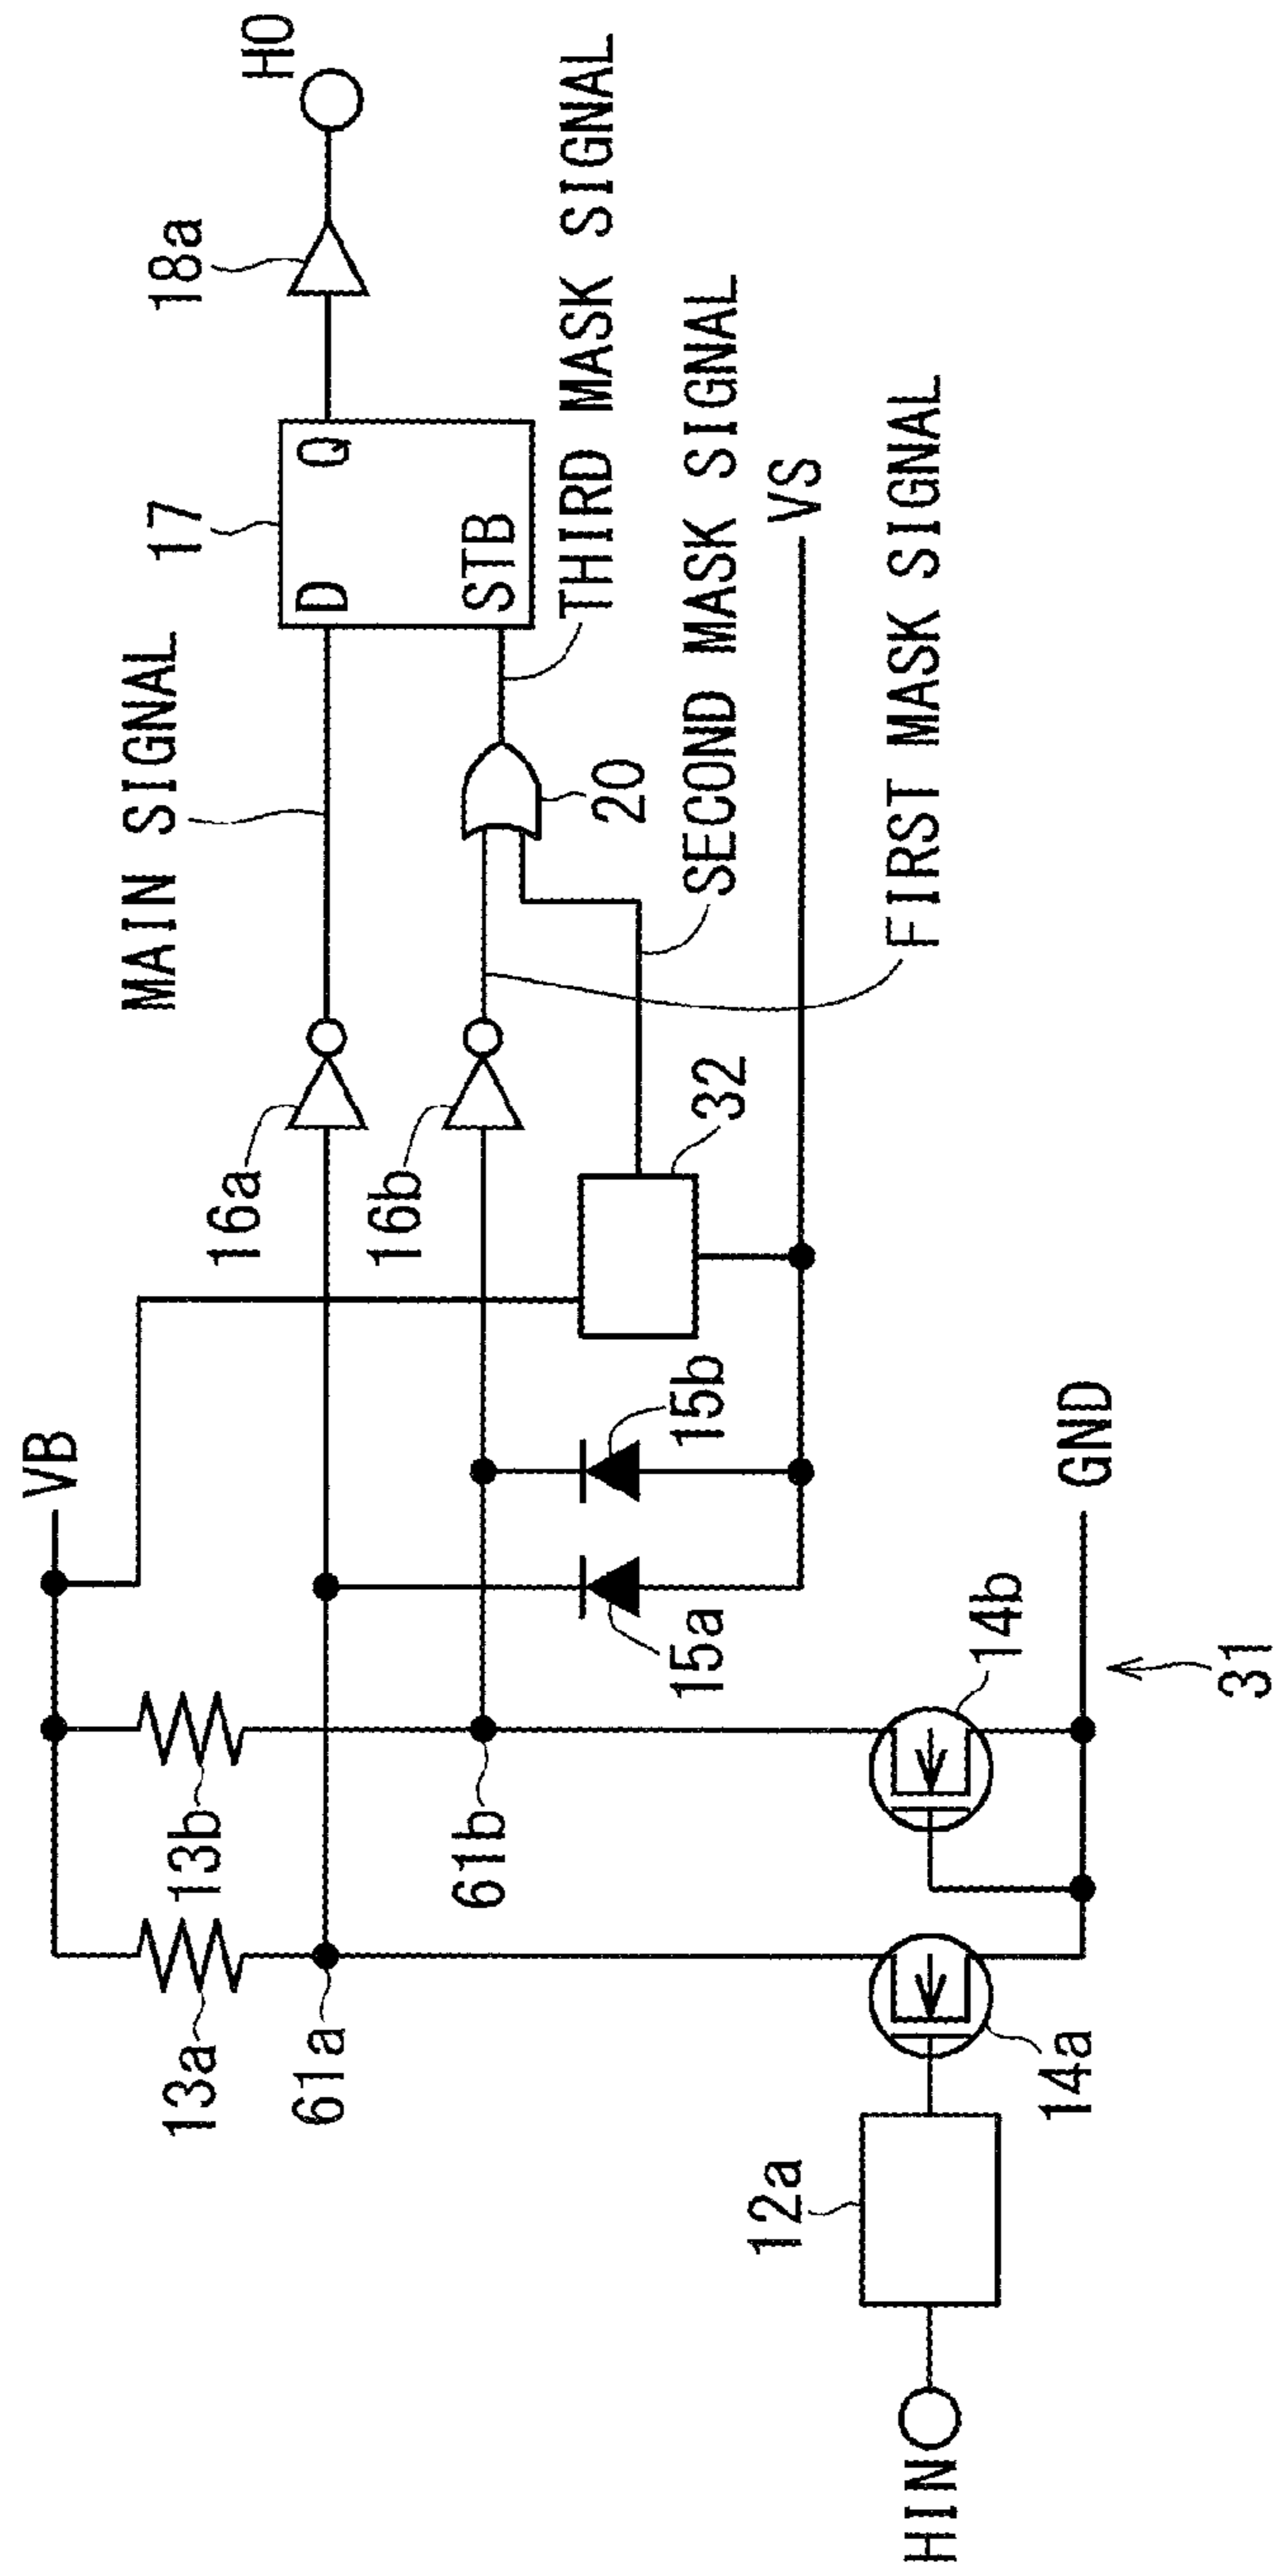 VB
13a
13b
61a
61b
HIN
12a
14a
14b
15a
15b
16a
16b
32
GND
31
MAIN SIGNAL
20
17
D
Q
STB
18a
HO
THIRD MASK SIGNAL
SECOND MASK SIGNAL
VS
FIRST MASK SIGNAL